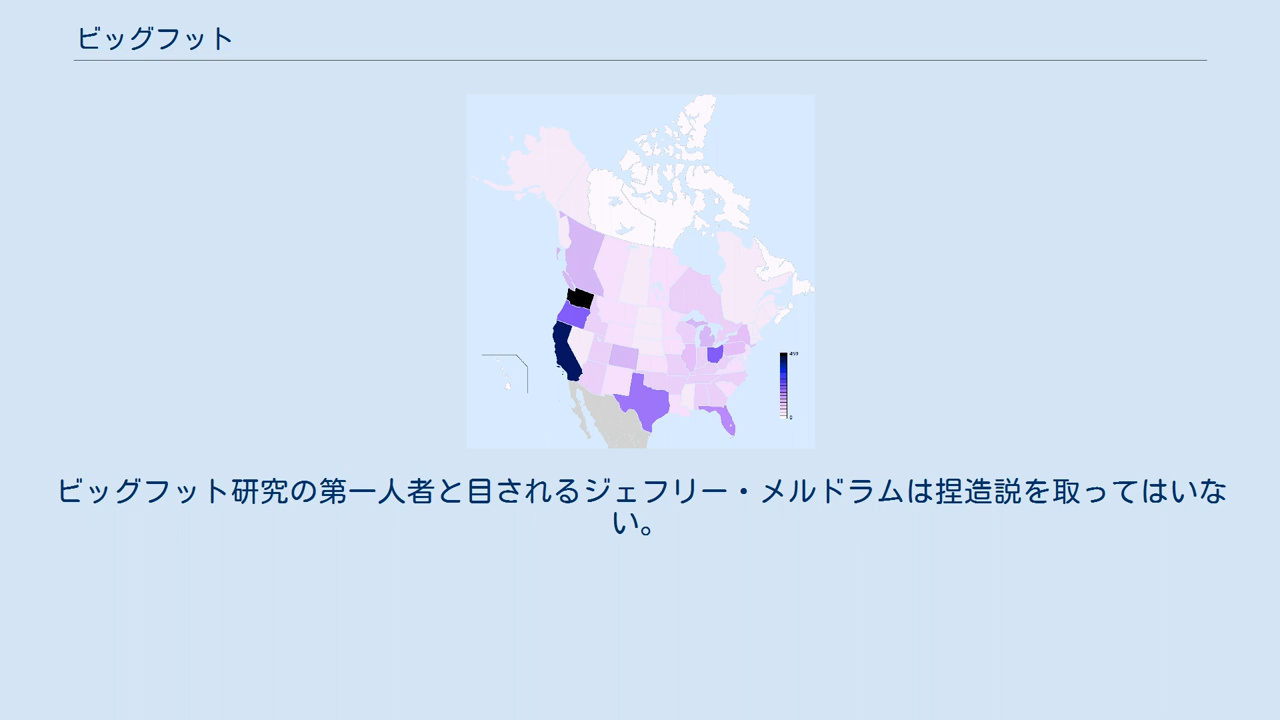 ビッグフット
ビッグフット研究の第一人者と目されるジェフリー・メルドラムは捏造説を取ってはいな
い。
0